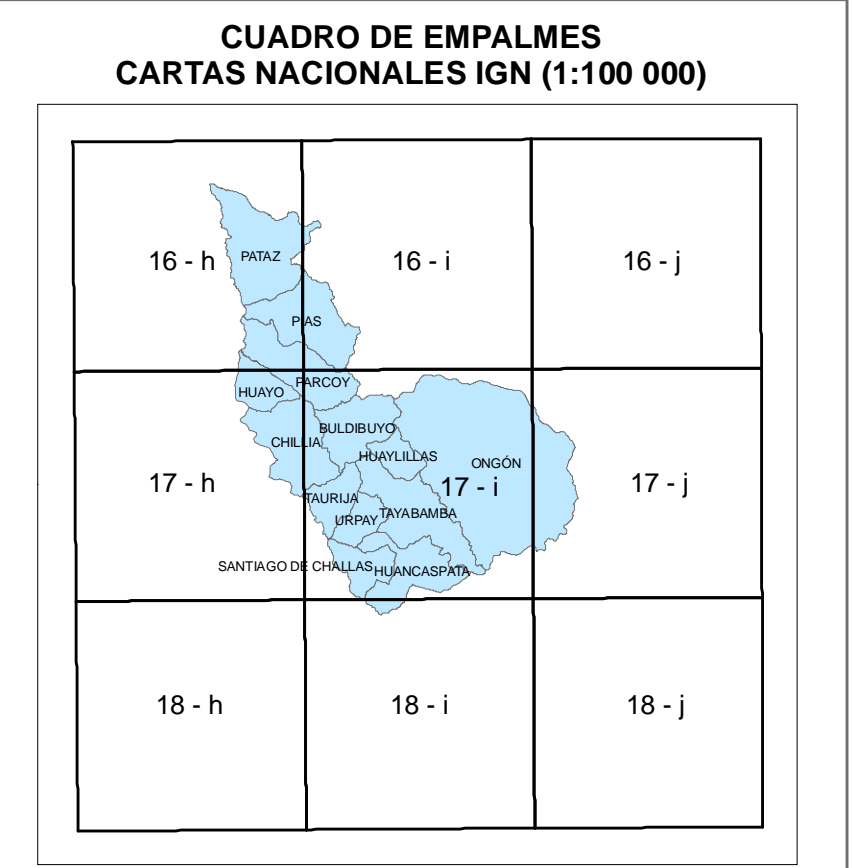 CUADRO DE EMPALMES
CARTAS NACIONALES IGN (1:100 000)
16 - h
PATAZ
16 - i
16 - j
PIAS
PARCOY
HUAYO
BULDIBUYO
CHILLIA
HUAYLILLAS
ONGÓN
17 - h
17 - i
17 - j
TAURIJA
TAYABAMBA
URPAY
SANTIAGO DE CHALLAS
HUANCASPATA
18 - h
18 - i
18 - j